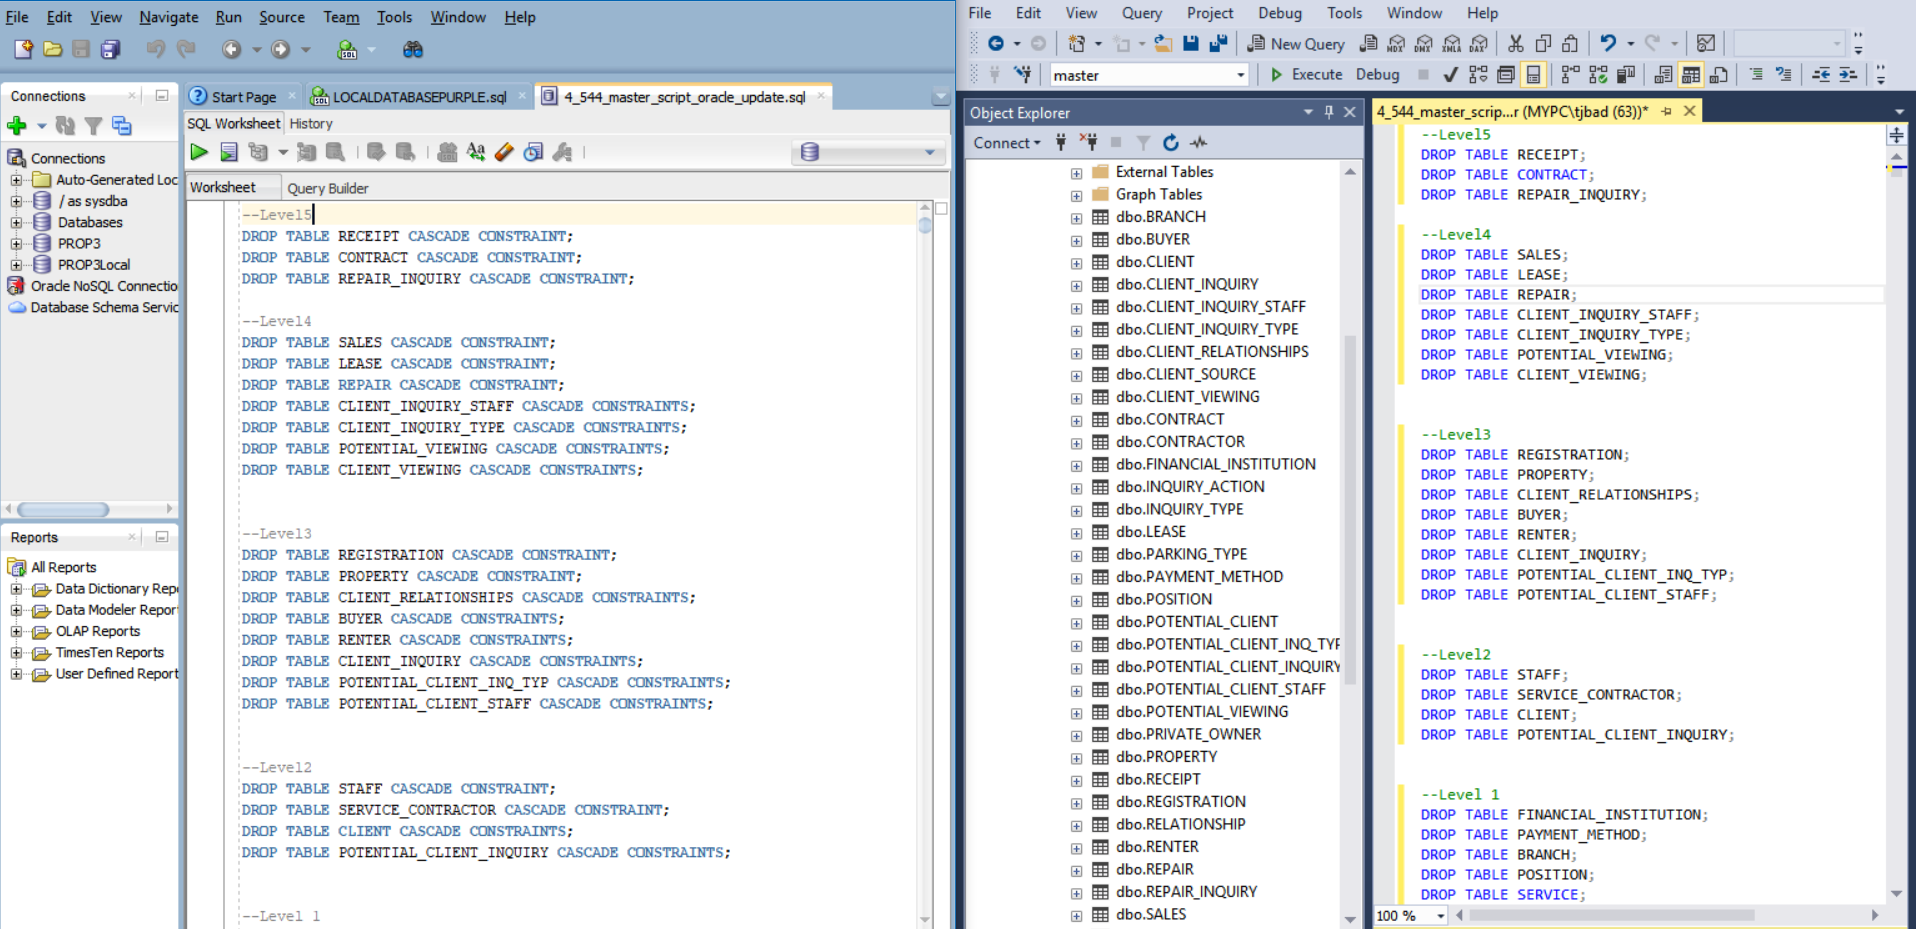 File Edit View Navigate Run Source Team Tools Window Help
Connections
Connections
Auto-Generated Loc
/ as sysdba
Databases
PROP3
PROP3Local
Oracle NoSQL Connectio
Database Schema Servic
Reports
All Reports
Data Dictionary Repo
Data Modeler Report
OLAP Reports
TimesTen Reports
User Defined Report
Start Page LOCALDATABASEPURPLE.sql 4_544_master_script_oracle_update.sql
SQL Worksheet History
Worksheet Query Builder
--Level5
DROP TABLE RECEIPT CASCADE CONSTRAINT;
DROP TABLE CONTRACT CASCADE CONSTRAINT;
DROP TABLE REPAIR_INQUIRY CASCADE CONSTRAINT;
--Level4
DROP TABLE SALES CASCADE CONSTRAINT;
DROP TABLE LEASE CASCADE CONSTRAINT;
DROP TABLE REPAIR CASCADE CONSTRAINT;
DROP TABLE CLIENT_INQUIRY_STAFF CASCADE CONSTRAINTS;
DROP TABLE CLIENT_INQUIRY_TYPE CASCADE CONSTRAINTS;
DROP TABLE POTENTIAL_VIEWING CASCADE CONSTRAINTS;
DROP TABLE CLIENT_VIEWING CASCADE CONSTRAINTS;
--Level3
DROP TABLE REGISTRATION CASCADE CONSTRAINT;
DROP TABLE PROPERTY CASCADE CONSTRAINT;
DROP TABLE CLIENT_RELATIONSHIPS CASCADE CONSTRAINTS;
DROP TABLE BUYER CASCADE CONSTRAINTS;
DROP TABLE RENTER CASCADE CONSTRAINTS;
DROP TABLE CLIENT_INQUIRY CASCADE CONSTRAINTS;
DROP TABLE POTENTIAL_CLIENT_INQ_TYP CASCADE CONSTRAINTS;
DROP TABLE POTENTIAL_CLIENT_STAFF CASCADE CONSTRAINTS;
--Level2
DROP TABLE STAFF CASCADE CONSTRAINT;
DROP TABLE SERVICE_CONTRACTOR CASCADE CONSTRAINT;
DROP TABLE CLIENT CASCADE CONSTRAINTS;
DROP TABLE POTENTIAL_CLIENT_INQUIRY CASCADE CONSTRAINTS;
--Level 1
File Edit View Query Project Debug Tools Window Help
New Query MDX DMX XMLA DAX
master Execute Debug
Object Explorer
Connect
External Tables
Graph Tables
dbo.BRANCH
dbo.BUYER
dbo.CLIENT
dbo.CLIENT_INQUIRY
dbo.CLIENT_INQUIRY_STAFF
dbo.CLIENT_INQUIRY_TYPE
dbo.CLIENT_RELATIONSHIPS
dbo.CLIENT_SOURCE
dbo.CLIENT_VIEWING
dbo.CONTRACT
dbo.CONTRACTOR
dbo.FINANCIAL_INSTITUTION
dbo.INQUIRY_ACTION
dbo.INQUIRY_TYPE
dbo.LEASE
dbo.PARKING_TYPE
dbo.PAYMENT_METHOD
dbo.POSITION
dbo.POTENTIAL_CLIENT
dbo.POTENTIAL_CLIENT_INQ_TYP
dbo.POTENTIAL_CLIENT_INQUIRY
dbo.POTENTIAL_CLIENT_STAFF
dbo.POTENTIAL_VIEWING
dbo.PRIVATE_OWNER
dbo.PROPERTY
dbo.RECEIPT
dbo.REGISTRATION
dbo.RELATIONSHIP
dbo.RENTER
dbo.REPAIR
dbo.REPAIR_INQUIRY
dbo.SALES
4_544_master_scrip...r (MYPC\tjbad (63))*
--Level5
DROP TABLE RECEIPT;
DROP TABLE CONTRACT;
DROP TABLE REPAIR_INQUIRY;
--Level4
DROP TABLE SALES;
DROP TABLE LEASE;
DROP TABLE REPAIR;
DROP TABLE CLIENT_INQUIRY_STAFF;
DROP TABLE CLIENT_INQUIRY_TYPE;
DROP TABLE POTENTIAL_VIEWING;
DROP TABLE CLIENT_VIEWING;
--Level3
DROP TABLE REGISTRATION;
DROP TABLE PROPERTY;
DROP TABLE CLIENT_RELATIONSHIPS;
DROP TABLE BUYER;
DROP TABLE RENTER;
DROP TABLE CLIENT_INQUIRY;
DROP TABLE POTENTIAL_CLIENT_INQ_TYP;
DROP TABLE POTENTIAL_CLIENT_STAFF;
--Level2
DROP TABLE STAFF;
DROP TABLE SERVICE_CONTRACTOR;
DROP TABLE CLIENT;
DROP TABLE POTENTIAL_CLIENT_INQUIRY;
--Level 1
DROP TABLE FINANCIAL_INSTITUTION;
DROP TABLE PAYMENT_METHOD;
DROP TABLE BRANCH;
DROP TABLE POSITION;
DROP TABLE SERVICE;
100 %